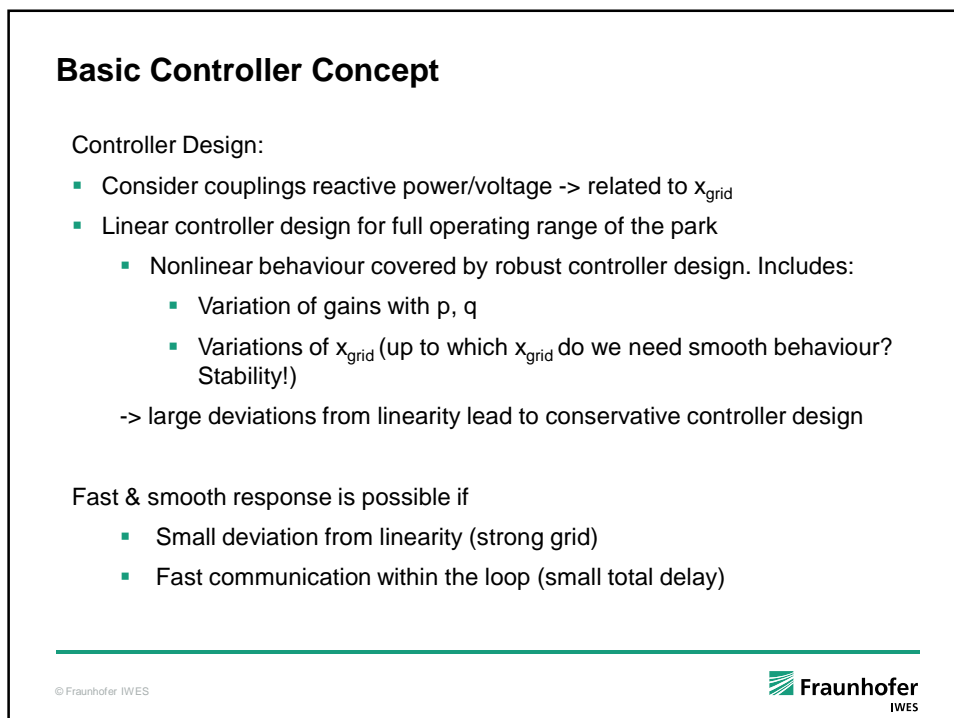 Basic Controller Concept
Controller Design:
▪ Consider couplings reactive power/voltage -> related to xgrid
▪ Linear controller design for full operating range of the park
▪ Nonlinear behaviour covered by robust controller design. Includes:
▪ Variation of gains with p, q
▪ Variations of xgrid (up to which xgrid do we need smooth behaviour?
Stability!)
-> large deviations from linearity lead to conservative controller design
Fast & smooth response is possible if
▪ Small deviation from linearity (strong grid)
▪ Fast communication within the loop (small total delay)
© Fraunhofer IWES
Fraunhofer
IWES